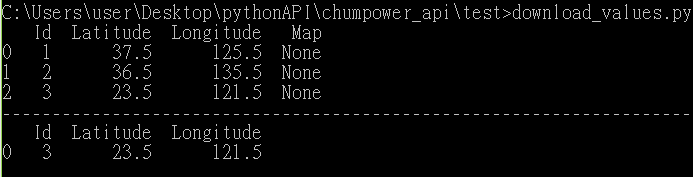 C:\Users\user\Desktop\pythonAPI\chumpower_api\test>download_values.py
   Id  Latitude  Longitude   Map
0   1      37.5      125.5  None
1   2      36.5      135.5  None
2   3      23.5      121.5  None
---------------------------------------------------------------------
   Id  Latitude  Longitude
0   3      23.5      121.5